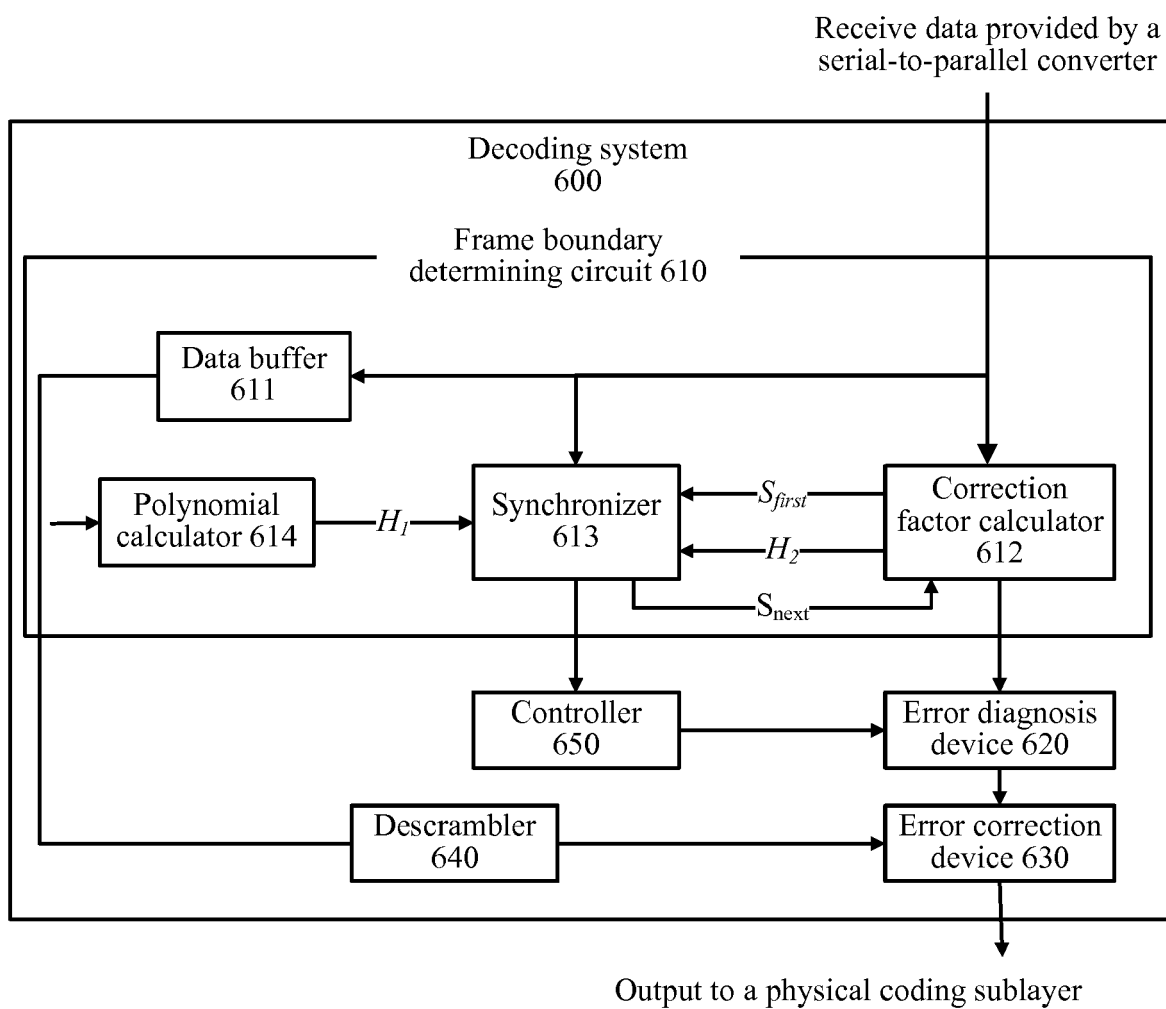 Receive data provided by a
serial-to-parallel converter
Decoding system
600
Frame boundary
determining circuit 610
Data buffer
611
Polynomial
calculator 614
H1
Synchronizer
613
Sfirst
H2
Snext
Correction
factor calculator
612
Controller
650
Error diagnosis
device 620
Descrambler
640
Error correction
device 630
Output to a physical coding sublayer